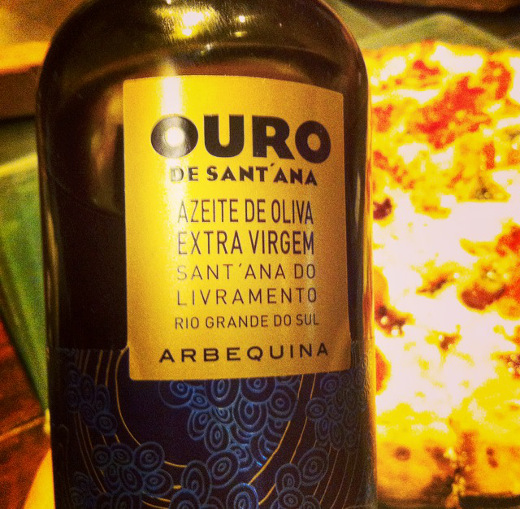 OURO
DE SANT´ANA
AZEITE DE OLIVA
EXTRA VIRGEM
SANT´ANA DO
LIVRAMENTO
RIO GRANDE DO SUL
ARBEQUINA